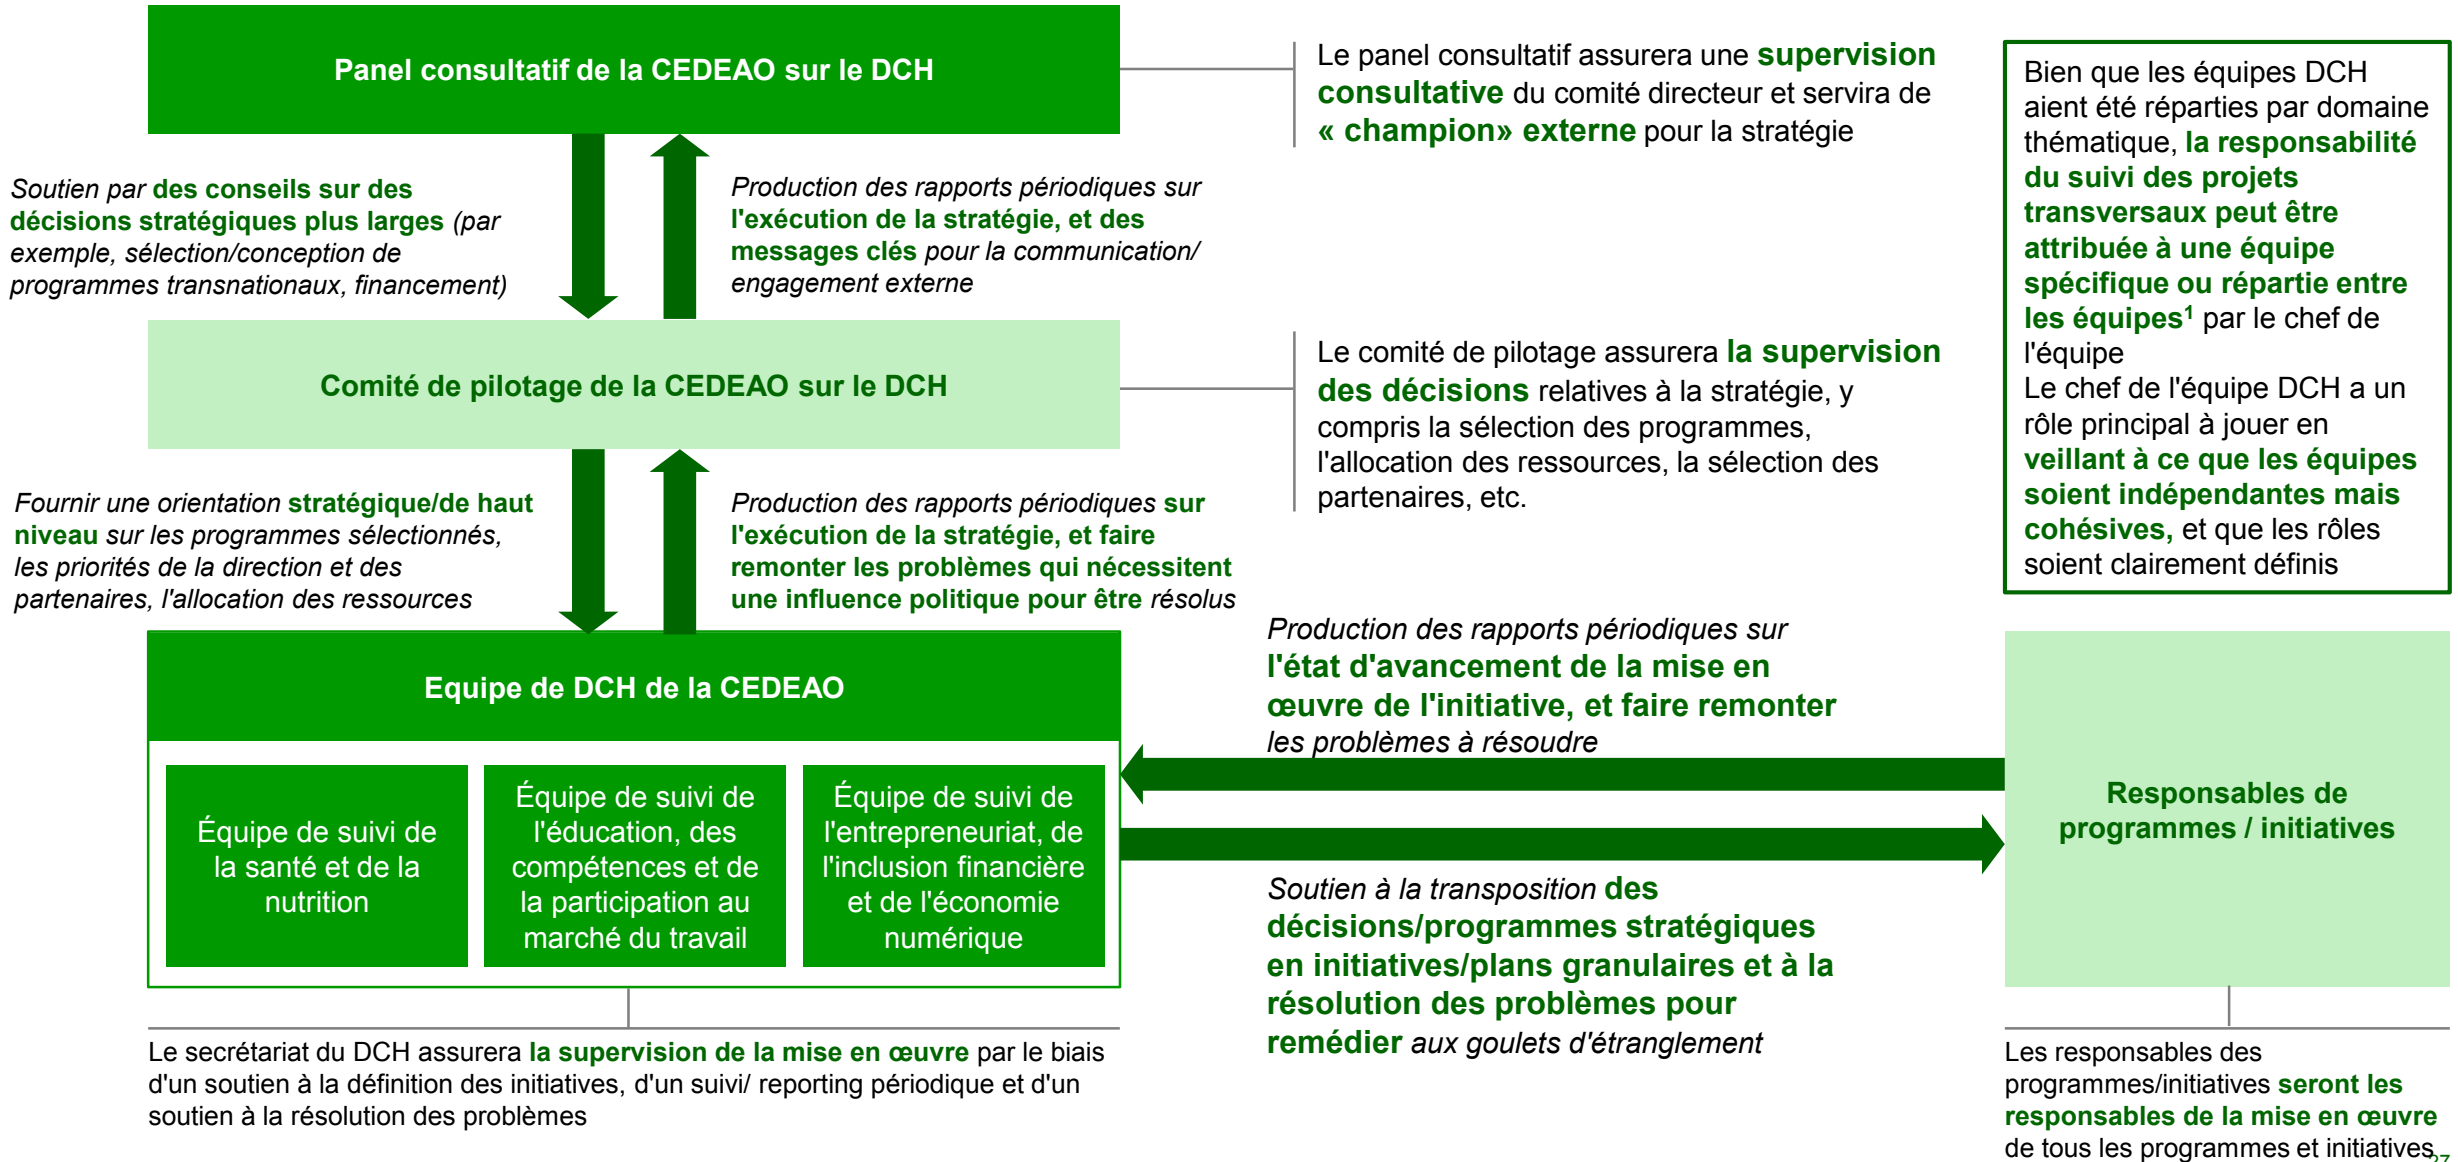 Panel consultatif de la CEDEAO sur le DCH
Le panel consultatif assurera une supervision
consultative du comité directeur et servira de
« champion» externe pour la stratégie
Soutien par des conseils sur des
décisions stratégiques plus larges (par
exemple, sélection/conception de
programmes transnationaux, financement)
Production des rapports périodiques sur
l'exécution de la stratégie, et des
messages clés pour la communication/
engagement externe
Comité de pilotage de la CEDEAO sur le DCH
Le comité de pilotage assurera la supervision
des décisions relatives à la stratégie, y
compris la sélection des programmes,
l'allocation des ressources, la sélection des
partenaires, etc.
Fournir une orientation stratégique/de haut
niveau sur les programmes sélectionnés,
les priorités de la direction et des
partenaires, l'allocation des ressources
Production des rapports périodiques sur
l'exécution de la stratégie, et faire
remonter les problèmes qui nécessitent
une influence politique pour être résolus
Bien que les équipes DCH
aient été réparties par domaine
thématique, la responsabilité
du suivi des projets
transversaux peut être
attribuée à une équipe
spécifique ou répartie entre
les équipes¹ par le chef de
l'équipe
Le chef de l'équipe DCH a un
rôle principal à jouer en
veillant à ce que les équipes
soient indépendantes mais
cohésives, et que les rôles
soient clairement définis
Equipe de DCH de la CEDEAO
Équipe de suivi de
la santé et de la
nutrition
Équipe de suivi de
l'éducation, des
compétences et de
la participation au
marché du travail
Équipe de suivi de
l'entrepreneuriat, de
l'inclusion financière
et de l'économie
numérique
Production des rapports périodiques sur
l'état d'avancement de la mise en
œuvre de l'initiative, et faire remonter
les problèmes à résoudre
Soutien à la transposition des
décisions/programmes stratégiques
en initiatives/plans granulaires et à la
résolution des problèmes pour
remédier aux goulets d'étranglement
Responsables de
programmes / initiatives
Le secrétariat du DCH assurera la supervision de la mise en œuvre par le biais
d'un soutien à la définition des initiatives, d'un suivi/ reporting périodique et d'un
soutien à la résolution des problèmes
Les responsables des
programmes/initiatives seront les
responsables de la mise en œuvre
de tous les programmes et initiatives
27